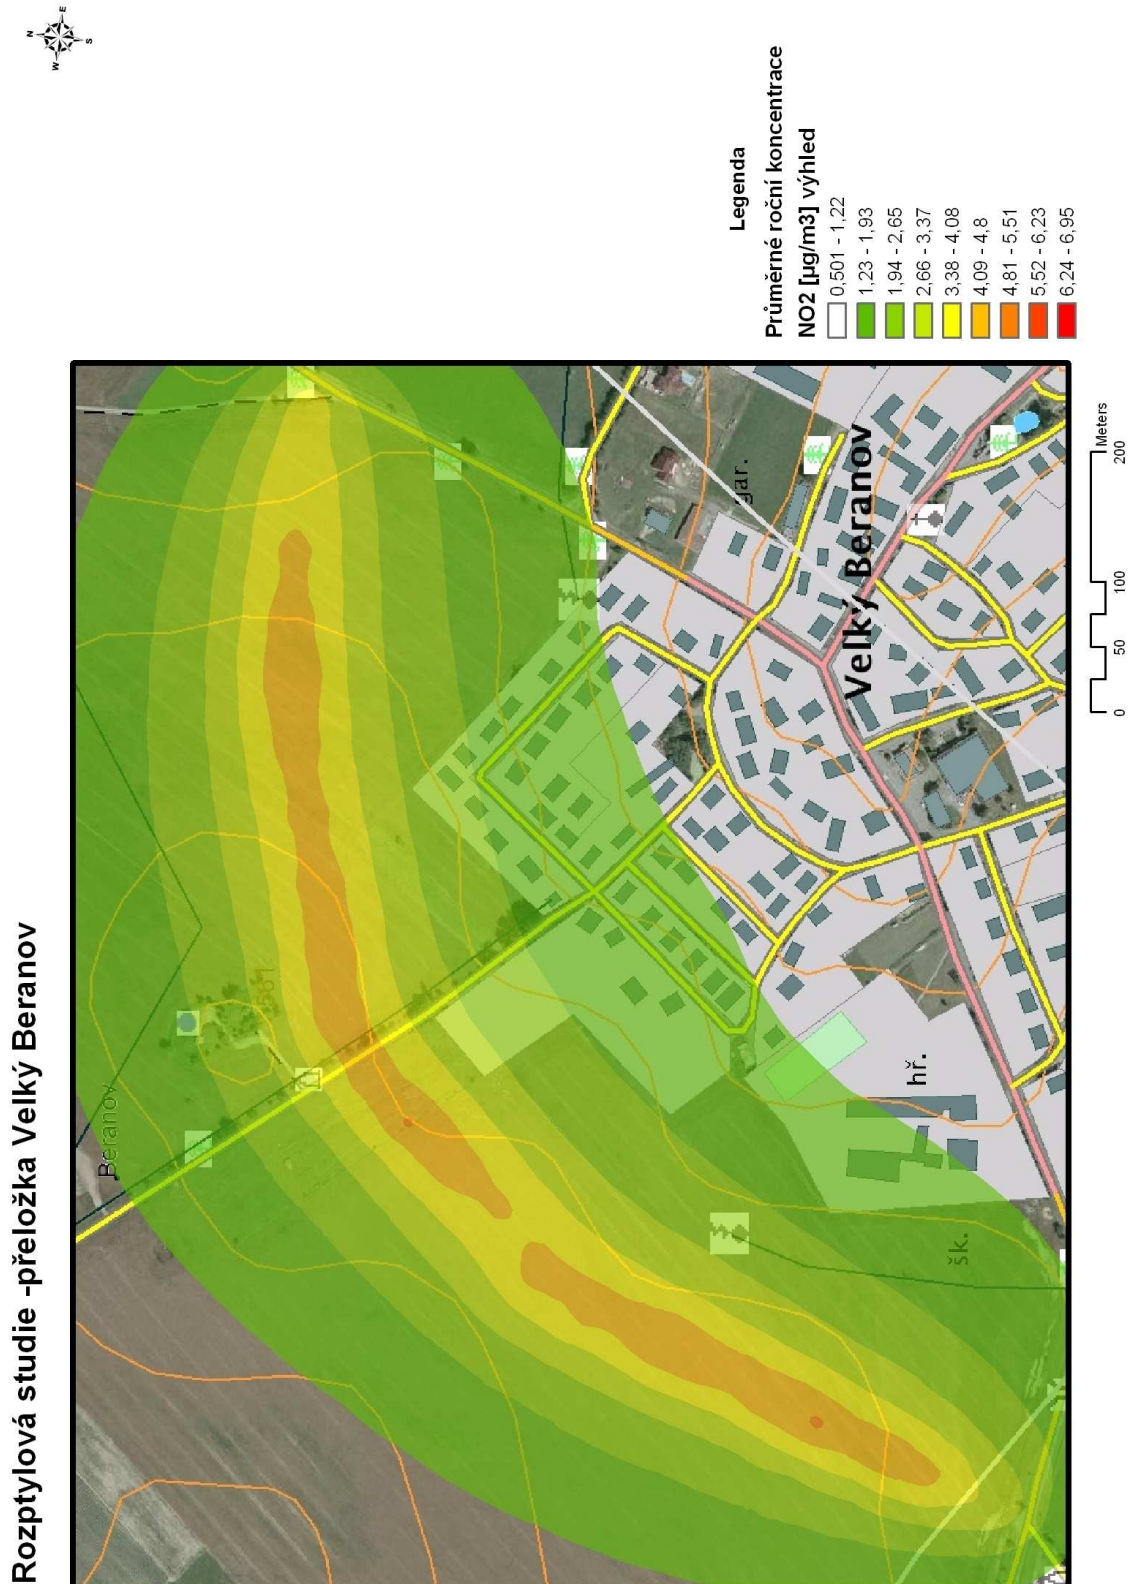 Rozptylová studie -přeložka Velký Beranov
N
E
S
W
Beranov
561
gar.
Velký Beranov
hř.
šk.
Legenda
Průměrné roční koncentrace
NO2 [µg/m3] výhled
0,501 - 1,22
1,23 - 1,93
1,94 - 2,65
2,66 - 3,37
3,38 - 4,08
4,09 - 4,8
4,81 - 5,51
5,52 - 6,23
6,24 - 6,95
0 50 100 200
Meters